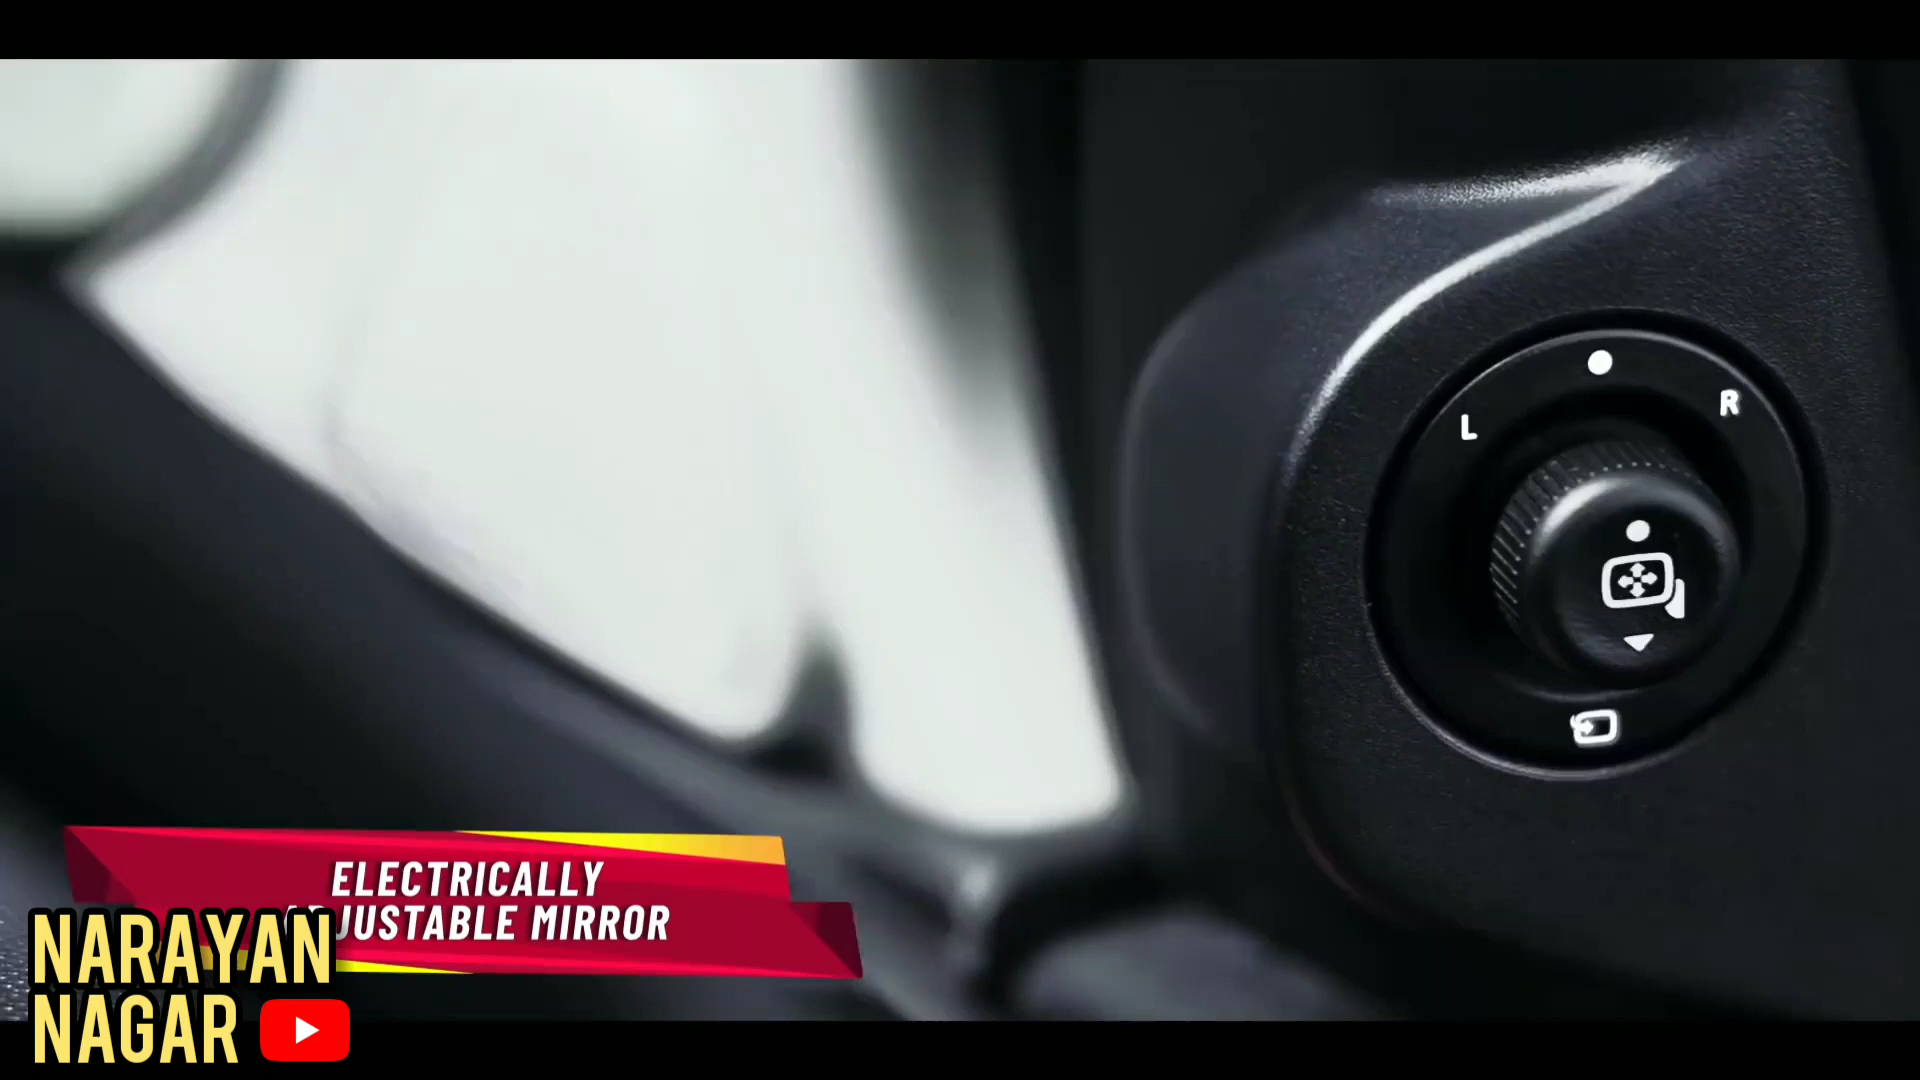 L
R
ELECTRICALLY
JUSTABLE MIRROR
NARAYAN
NAGAR